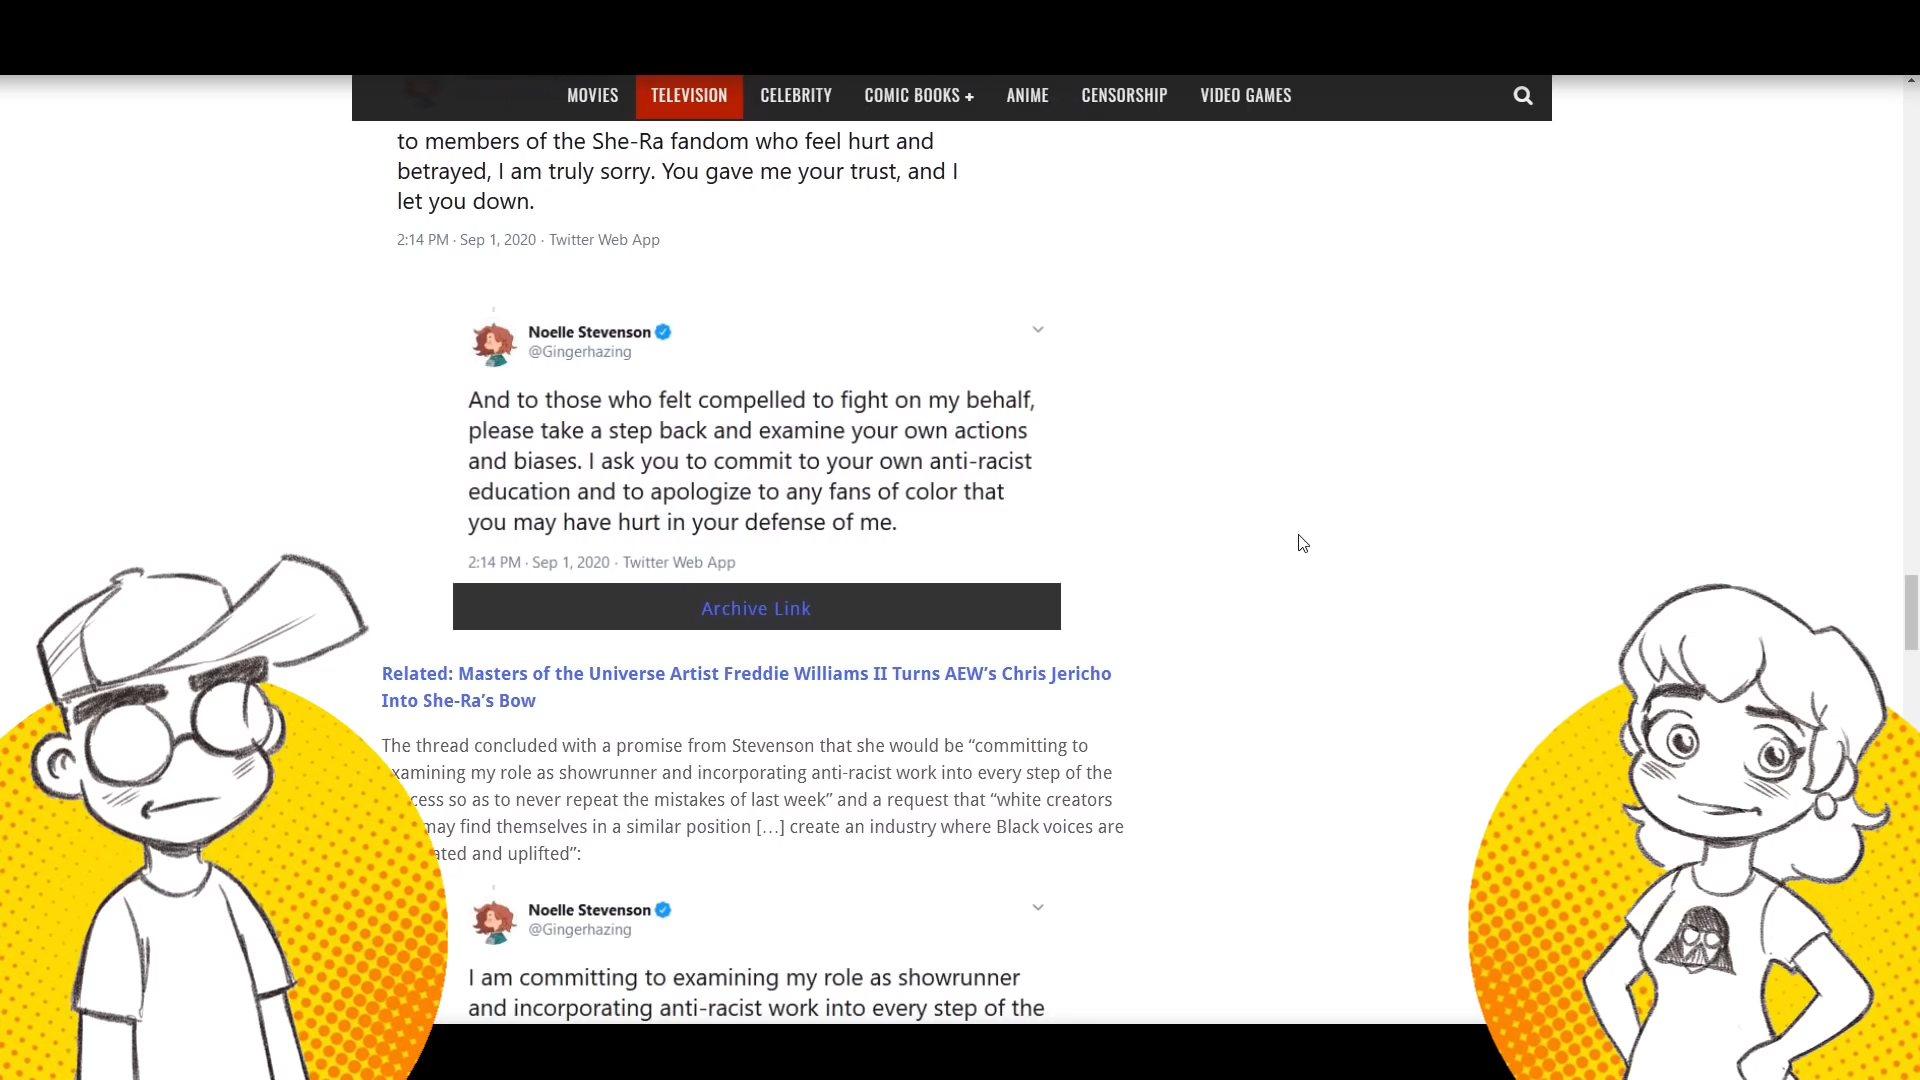 MOVIES TELEVISION CELEBRITY COMIC BOOKS + ANIME CENSORSHIP VIDEO GAMES
to members of the She-Ra fandom who feel hurt and
betrayed, I am truly sorry. You gave me your trust, and I
let you down.
2:14 PM · Sep 1, 2020 · Twitter Web App
Noelle Stevenson
@Gingerhazing
And to those who felt compelled to fight on my behalf,
please take a step back and examine your own actions
and biases. I ask you to commit to your own anti-racist
education and to apologize to any fans of color that
you may have hurt in your defense of me.
2:14 PM · Sep 1, 2020 · Twitter Web App
Archive Link
Related: Masters of the Universe Artist Freddie Williams II Turns AEW’s Chris Jericho
Into She-Ra’s Bow
The thread concluded with a promise from Stevenson that she would be “committing to
xamining my role as showrunner and incorporating anti-racist work into every step of the
cess so as to never repeat the mistakes of last week” and a request that “white creators
may find themselves in a similar position […] create an industry where Black voices are
ated and uplifted”:
Noelle Stevenson
@Gingerhazing
I am committing to examining my role as showrunner
and incorporating anti-racist work into every step of the